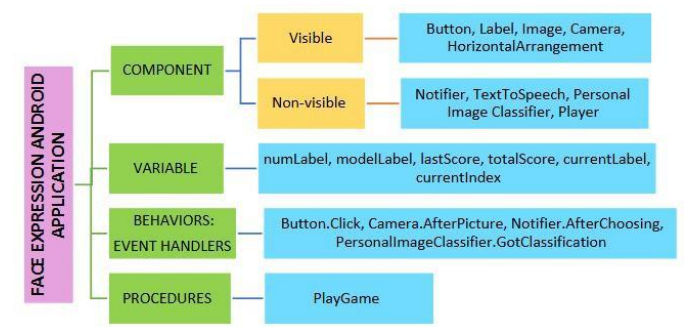 FACE EXPRESSION ANDROID
APPLICATION
COMPONENT
Visible
Button, Label, Image, Camera,
HorizontalArrangement
Non-visible
Notifier, TextToSpeech, Personal
Image Classifier, Player
VARIABLE
numLabel, modelLabel, lastScore, totalScore, currentLabel,
currentIndex
BEHAVIORS:
EVENT HANDLERS
Button.Click, Camera.AfterPicture, Notifier.AfterChoosing,
PersonalImageClassifier.GotClassification
PROCEDURES
PlayGame